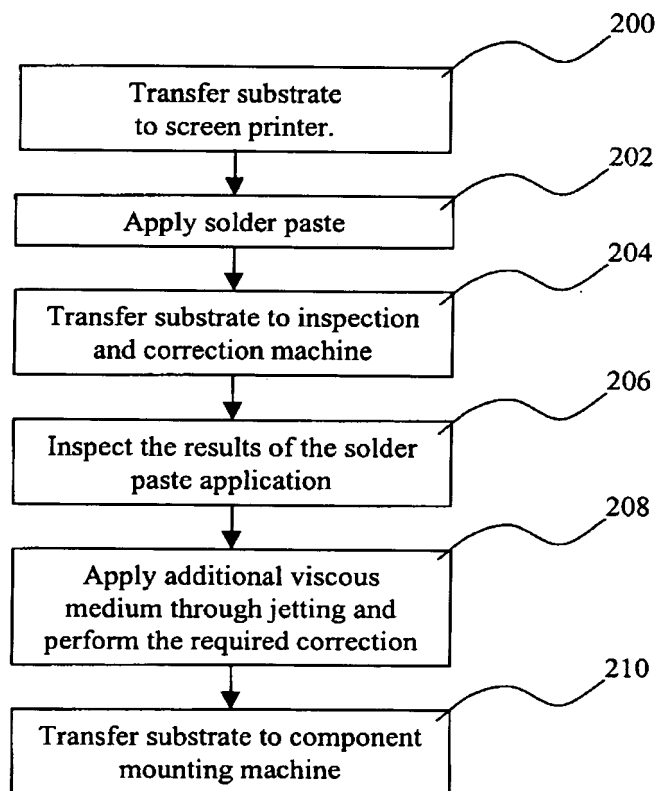 200
Transfer substrate
to screen printer.
202
Apply solder paste
204
Transfer substrate to inspection
and correction machine
206
Inspect the results of the solder
paste application
208
Apply additional viscous
medium through jetting and
perform the required correction
210
Transfer substrate to component
mounting machine